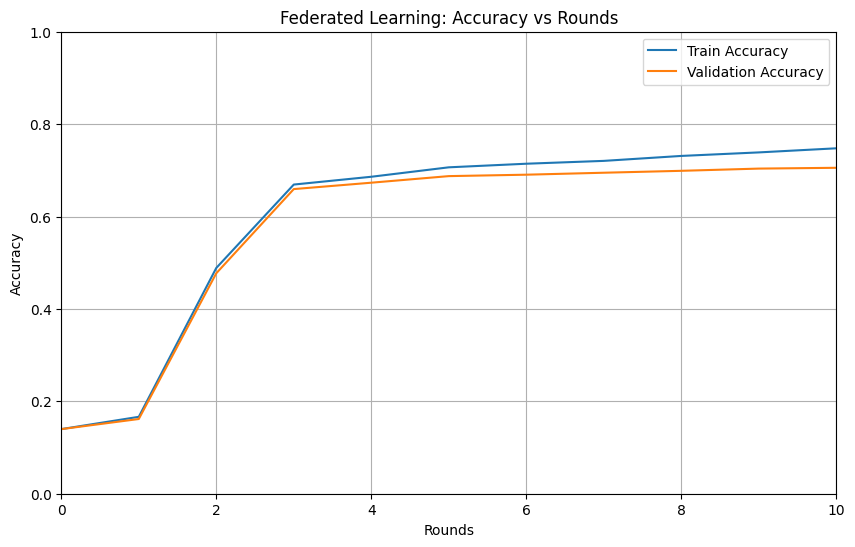 Federated Learning: Accuracy vs Rounds
Train Accuracy
Validation Accuracy
1.0
0.8
0.6
0.4
0.2
0.0
Accuracy
0 2 4 6 8 10
Rounds